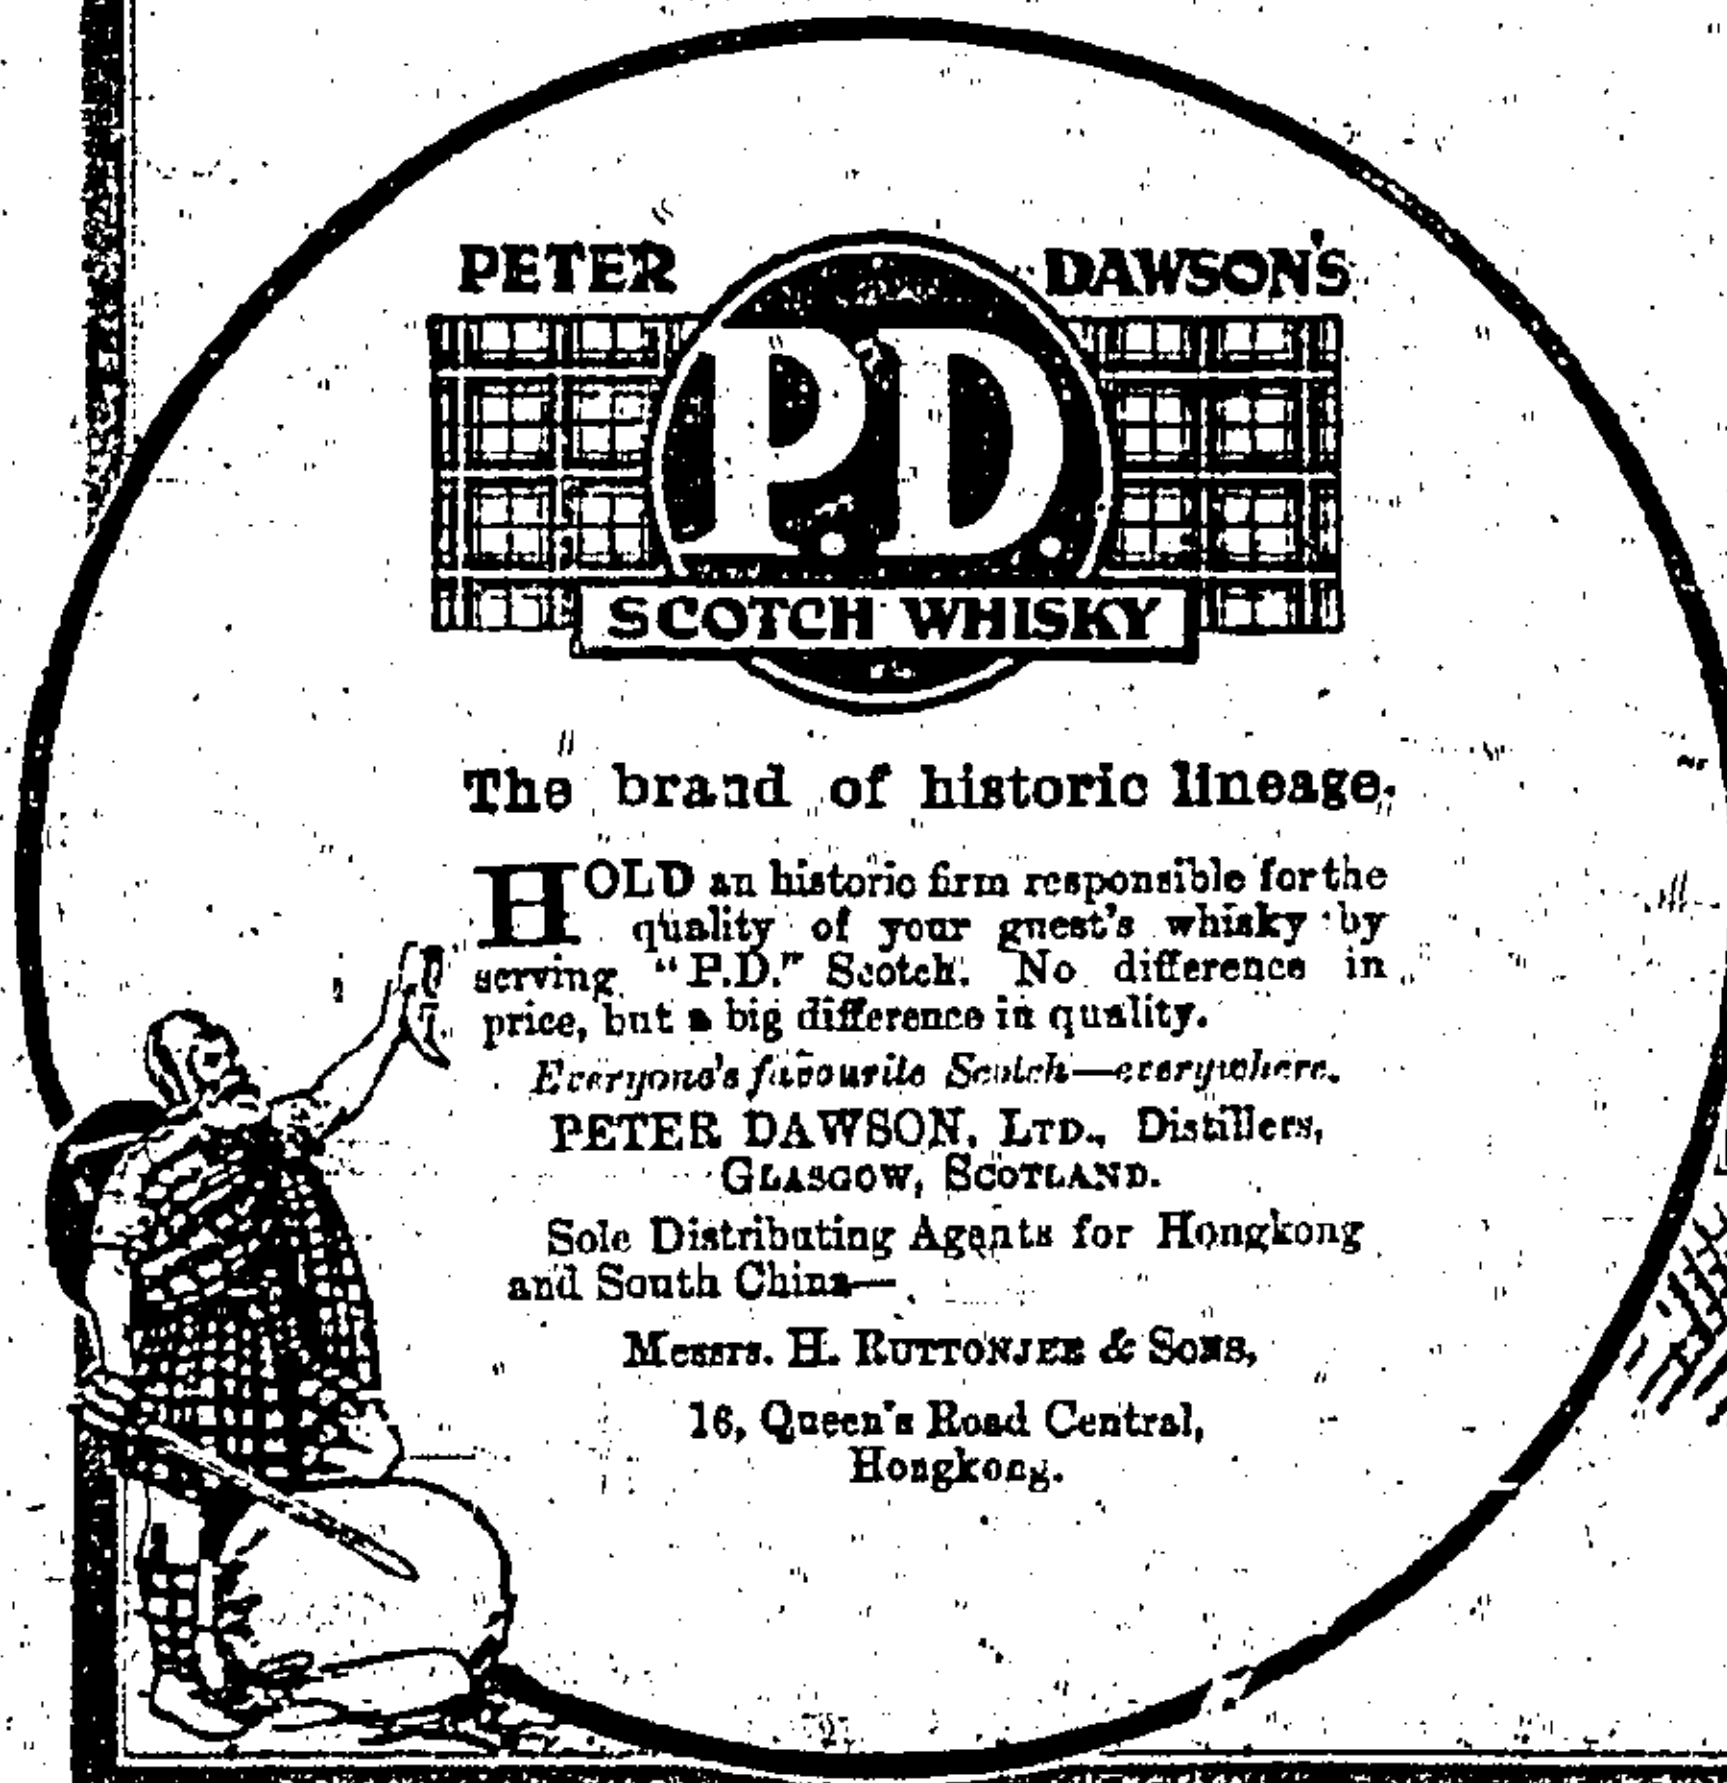 PETER DAWSON'S
P.D.
SCOTCH WHISKY
The brand of historic lineage.
HOLD an historic firm responsible for the
quality of your guest's whisky by
serving "P.D." Scotch. No difference in
price, but a big difference in quality.
Everyone's favourite Scotch—everywhere.
PETER DAWSON, LTD., Distillers,
GLASGOW, SCOTLAND.
Sole Distributing Agents for Hongkong
and South China—
Messrs. H. RUTTONJEE & SONS,
16, Queen's Road Central,
Hongkong.